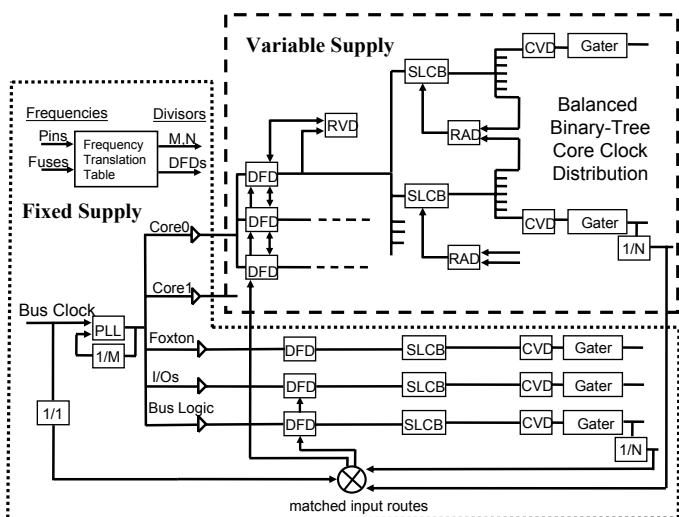 Variable Supply
CVD
Gater
SLCB
Balanced
Binary-Tree
Core Clock
Distribution
RVD
RAD
Frequencies
Divisors
Pins
Fuses
Frequency
Translation
Table
M,N
DFDs
DFD
SLCB
DFD
CVD
Gater
1/N
Fixed Supply
Core0
DFD
RAD
Core1
Bus Clock
PLL
1/M
Foxton
DFD
SLCB
CVD
Gater
I/Os
DFD
SLCB
CVD
Gater
1/1
Bus Logic
DFD
SLCB
CVD
Gater
1/N
matched input routes